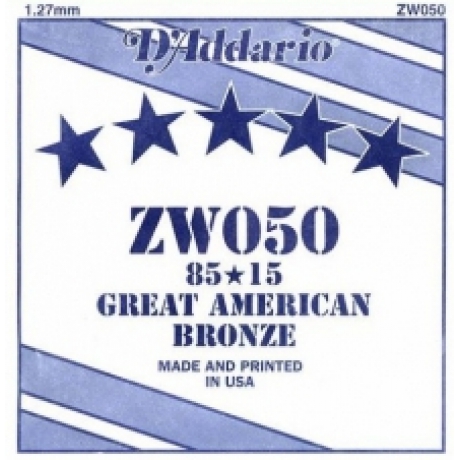 1.27mm ZW050
D'Addario
ZW050
85★15
GREAT AMERICAN
BRONZE
MADE AND PRINTED
IN USA